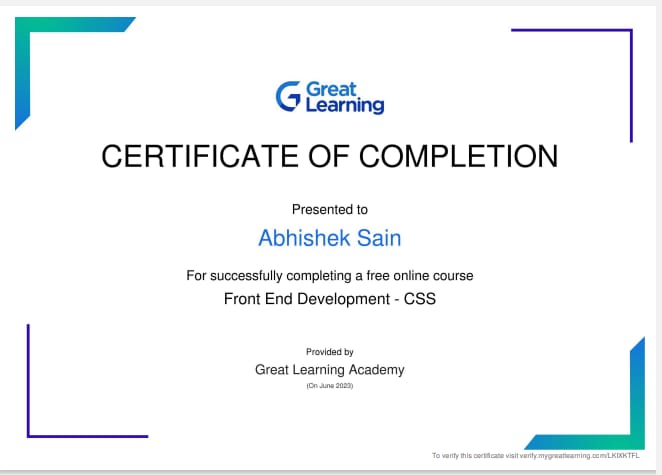 Great
Learning
CERTIFICATE OF COMPLETION
Presented to
Abhishek Sain
For successfully completing a free online course
Front End Development - CSS
Provided by
Great Learning Academy
(On June 2023)
To verify this certificate visit verify.mygreatlearning.com/LKIXKTFL